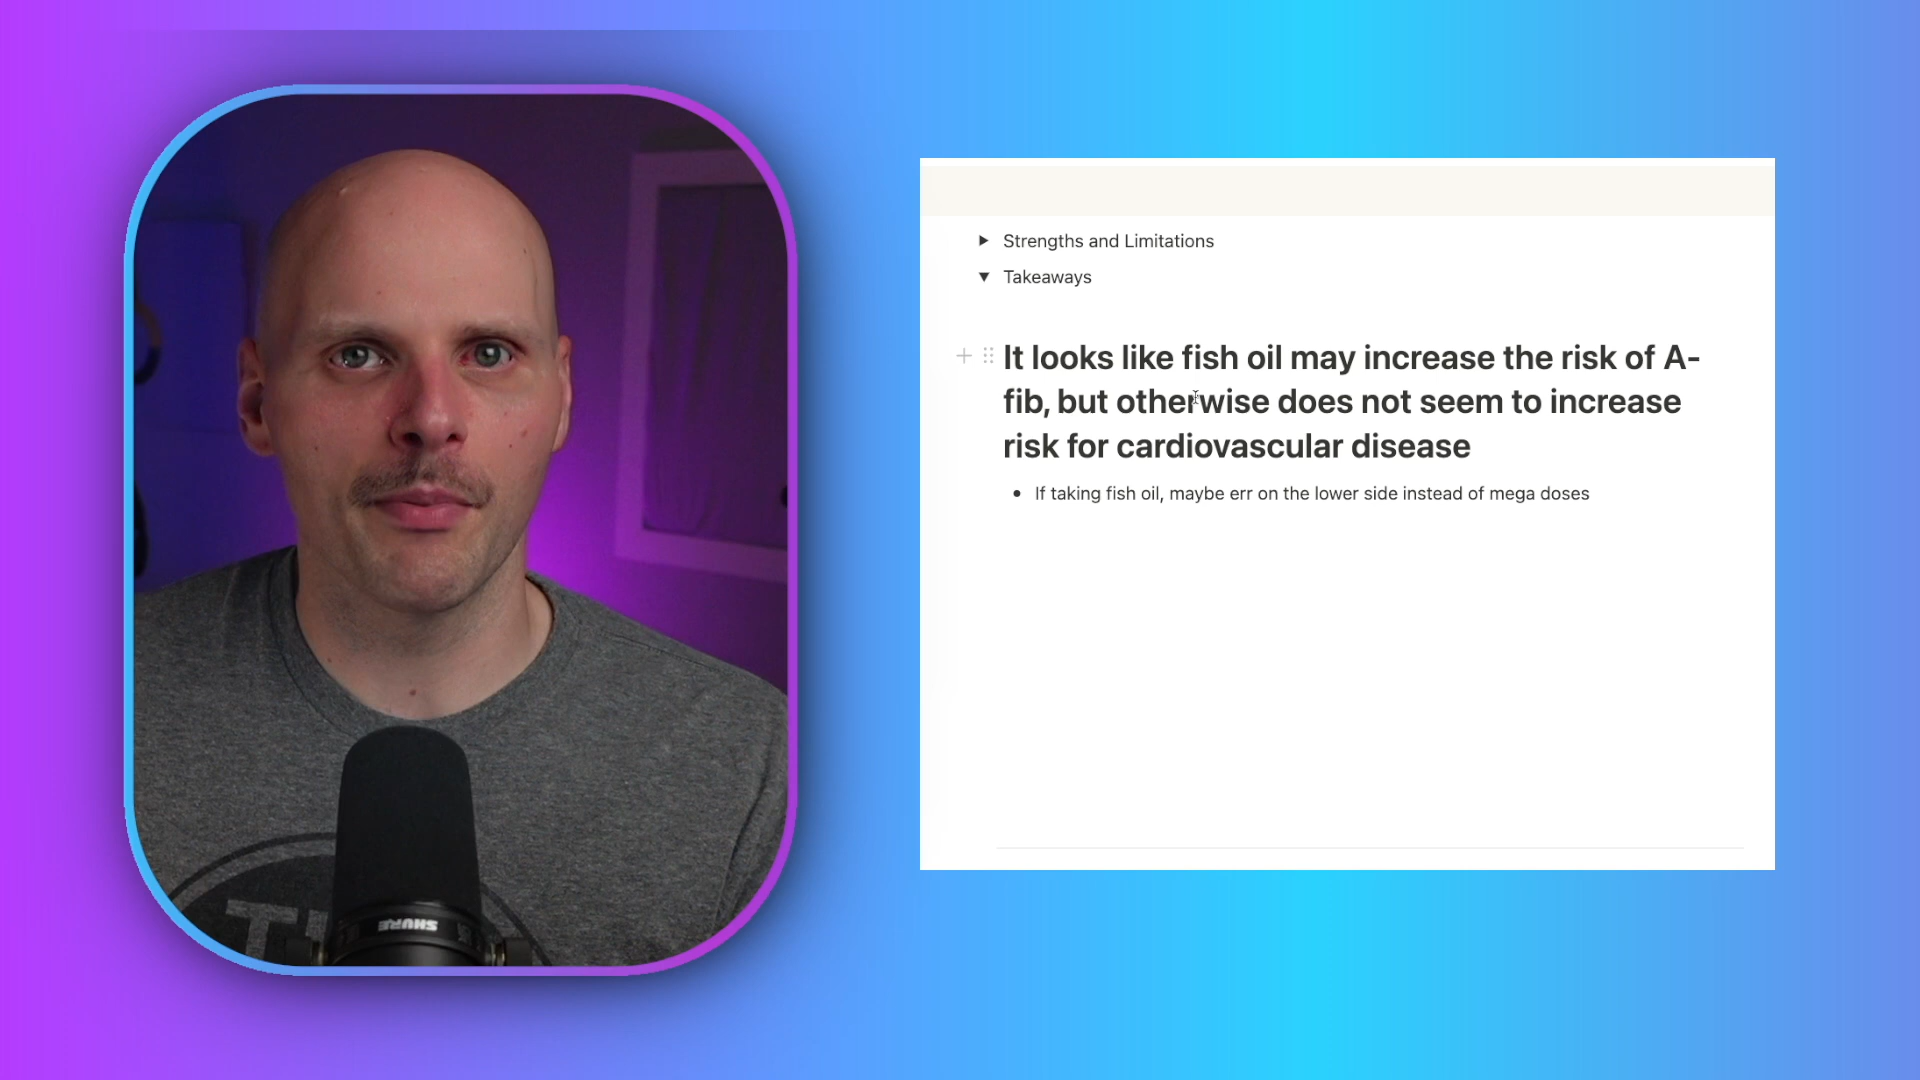 Strengths and Limitations
Takeaways
It looks like fish oil may increase the risk of A-
fib, but otherwise does not seem to increase
risk for cardiovascular disease
If taking fish oil, maybe err on the lower side instead of mega doses
SHURE